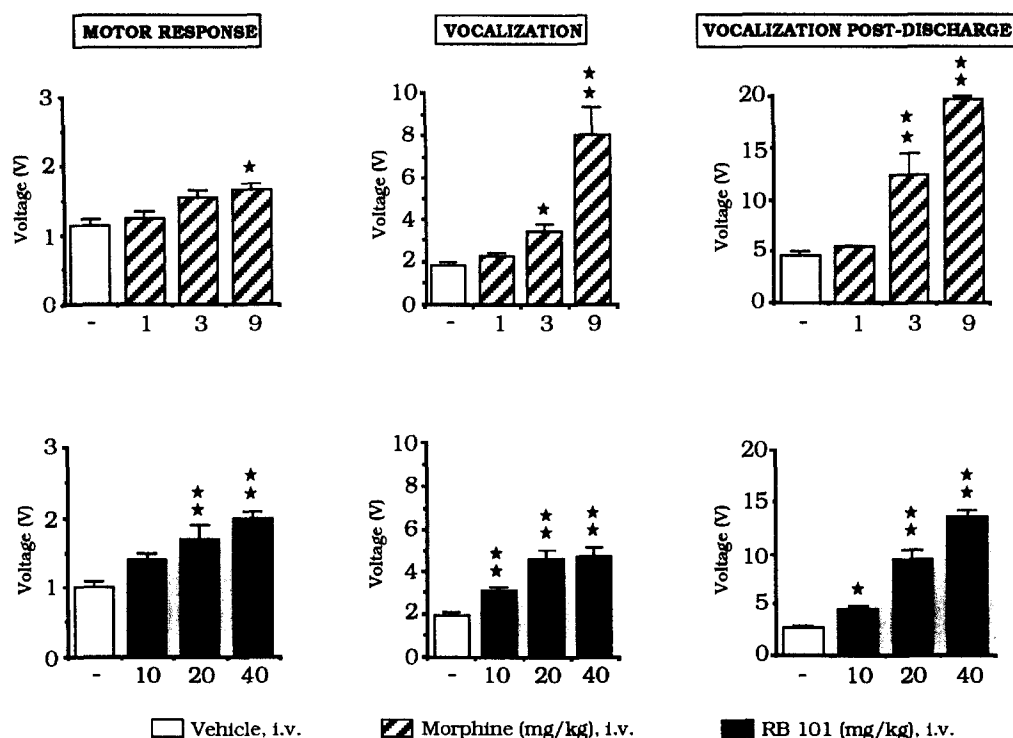 MOTOR RESPONSE
VOCALIZATION
VOCALIZATION POST-DISCHARGE
Voltage (V)
3
2
1
0
- 1 3 9
Voltage (V)
10
8
6
4
2
0
- 1 3 9
Voltage (V)
20
15
10
5
0
- 1 3 9
Voltage (V)
3
2
1
0
- 10 20 40
Voltage (V)
10
8
6
4
2
0
- 10 20 40
Voltage (V)
20
15
10
5
0
- 10 20 40
Vehicle, i.v.
Morphine (mg/kg), i.v.
RB 101 (mg/kg), i.v.